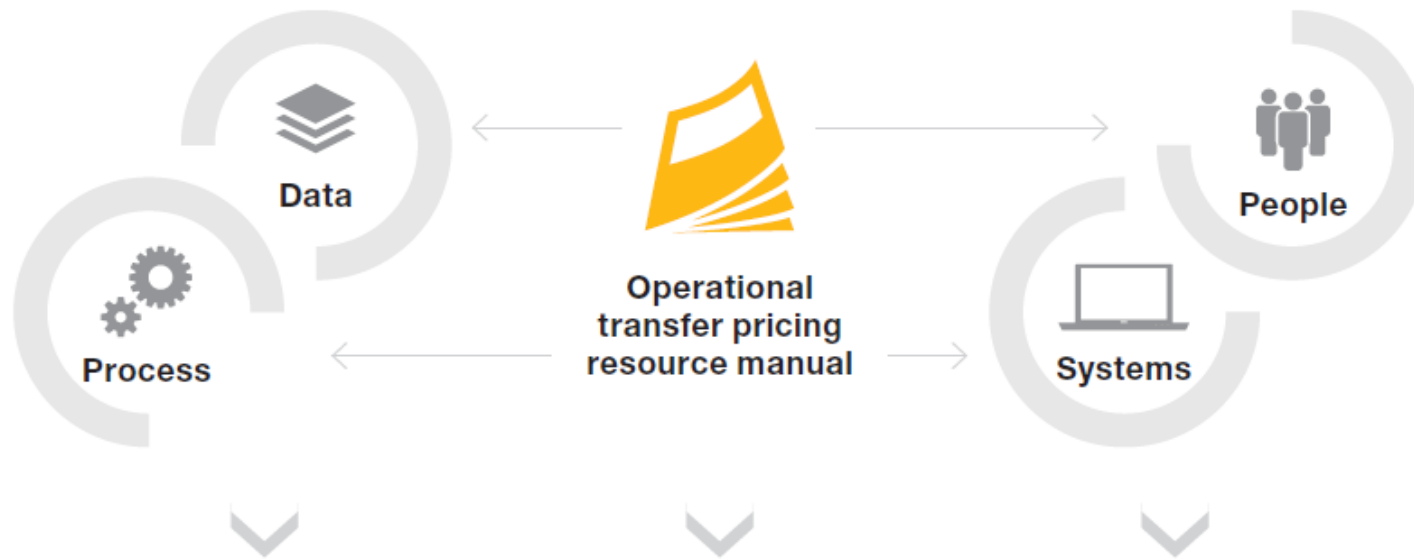 Data
People
Operational
transfer pricing
resource manual
Process
Systems